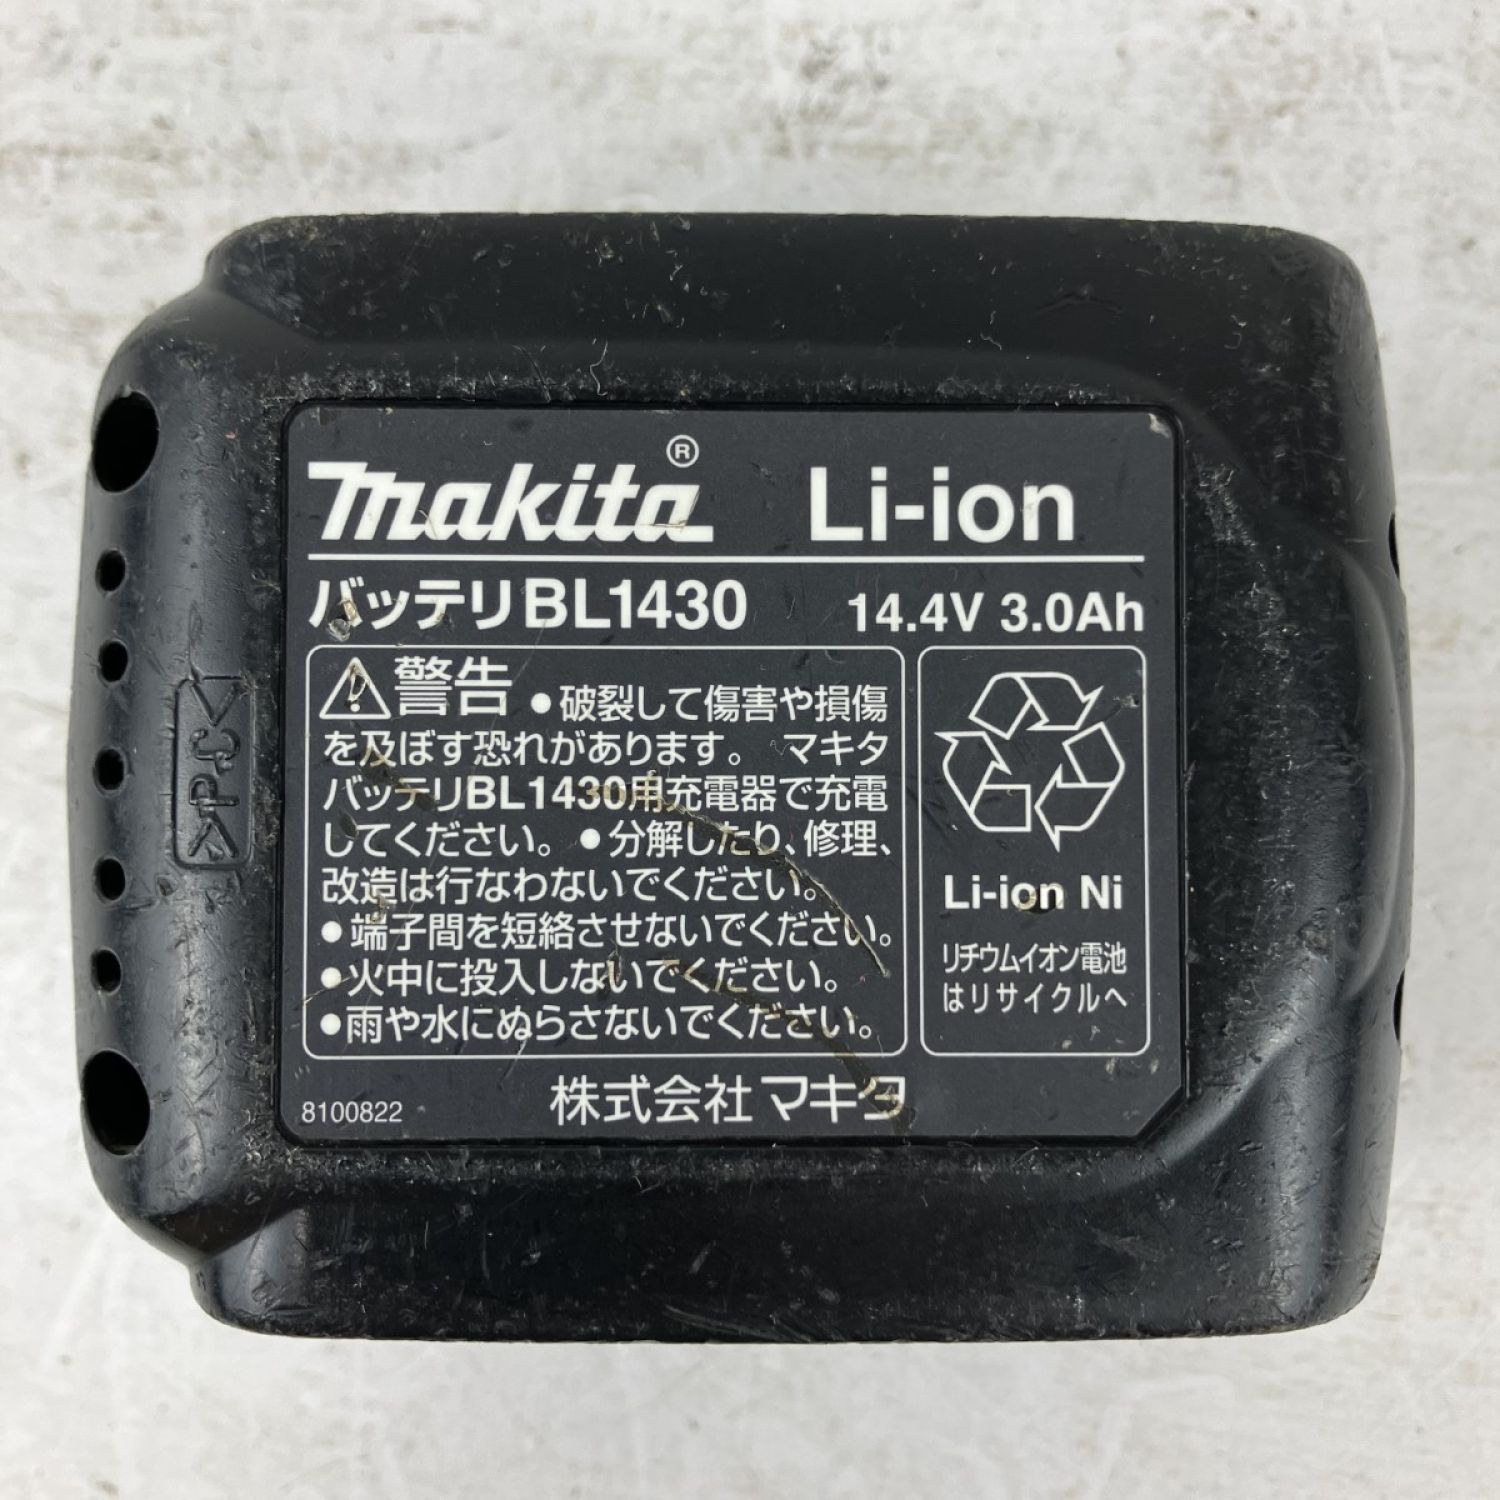 makita® Li-ion
バッテリBL1430 14.4V 3.0Ah
警告 ●破裂して傷害や損傷
を及ぼす恐れがあります。 マキタ
バッテリBL1430用充電器で充電
してください。 ●分解したり、修理、
改造は行なわないでください。
●端子間を短絡させないでください。
●火中に投入しないでください。
●雨や水にぬらさないでください。
Li-ion Ni
リチウムイオン電池
はリサイクルへ
8100822 株式会社マキタ
>PC<